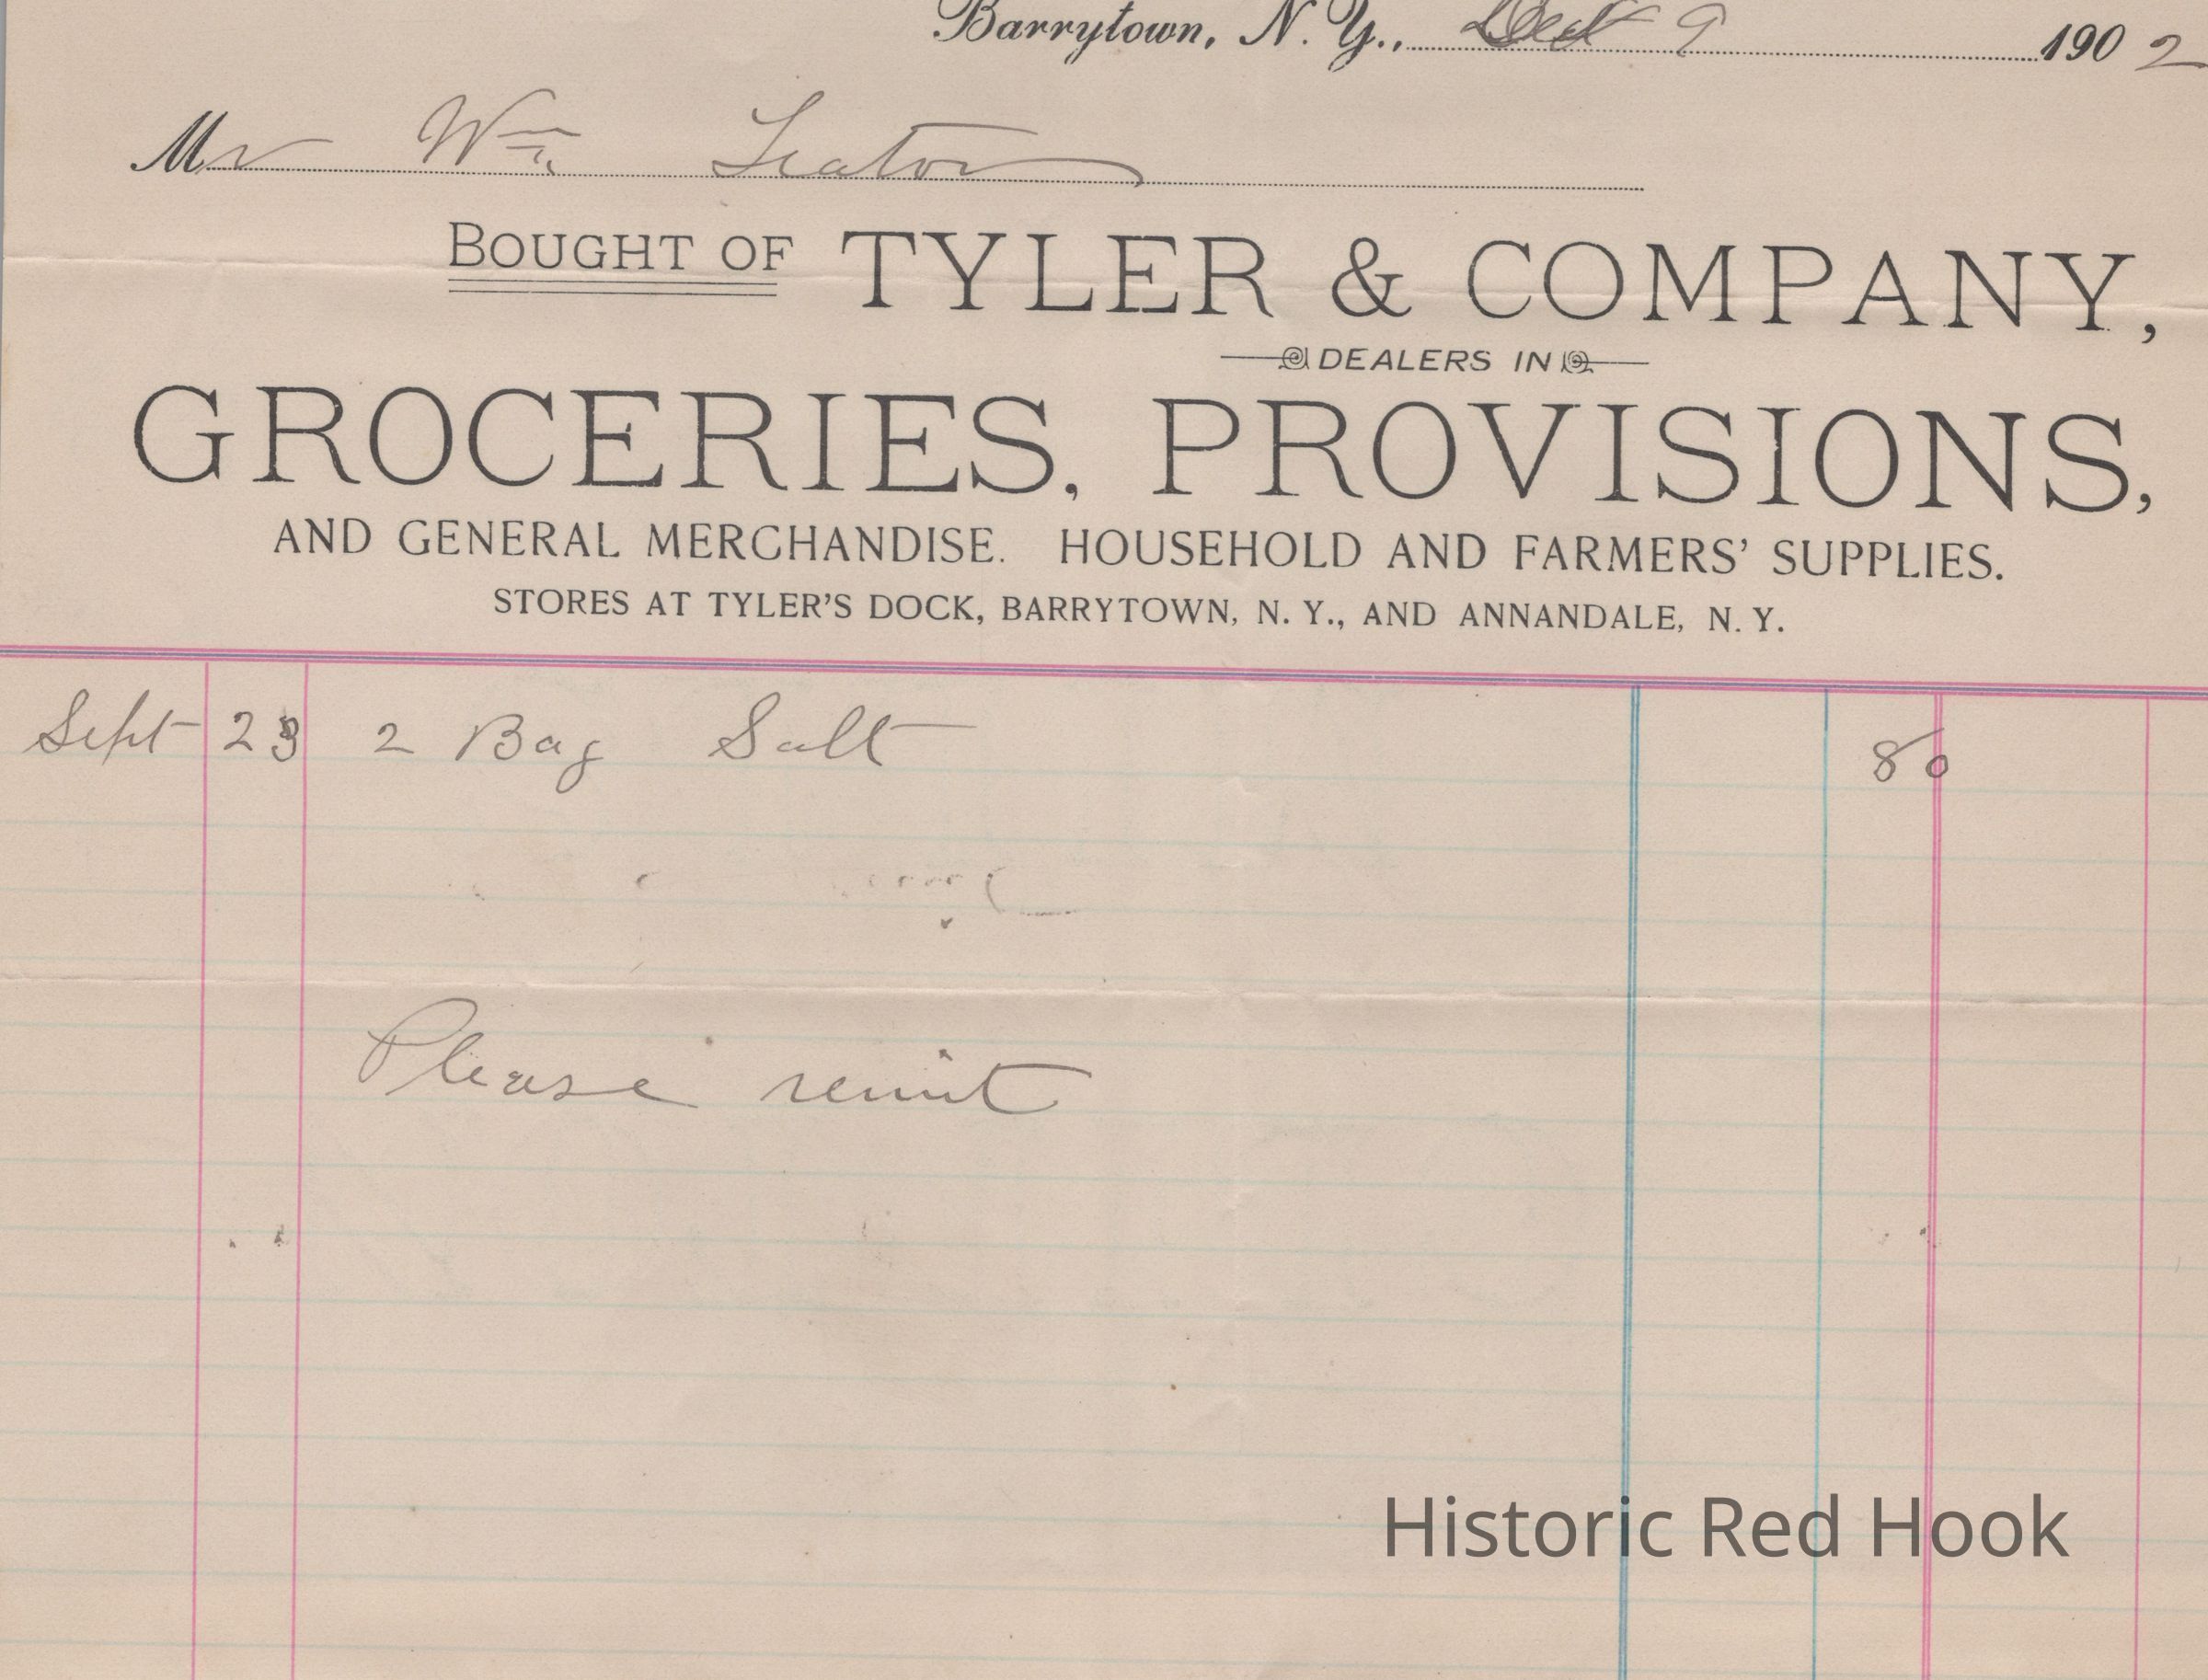 Barrytown, N. Y., 9 1902
Mr Wm Seaton
BOUGHT OF TYLER & COMPANY,
DEALERS IN
GROCERIES, PROVISIONS,
AND GENERAL MERCHANDISE. HOUSEHOLD AND FARMERS' SUPPLIES.
STORES AT TYLER'S DOCK, BARRYTOWN, N. Y., AND ANNANDALE, N. Y.
Sept 23 2 Bag Salt 80
Please remit
Historic Red Hook